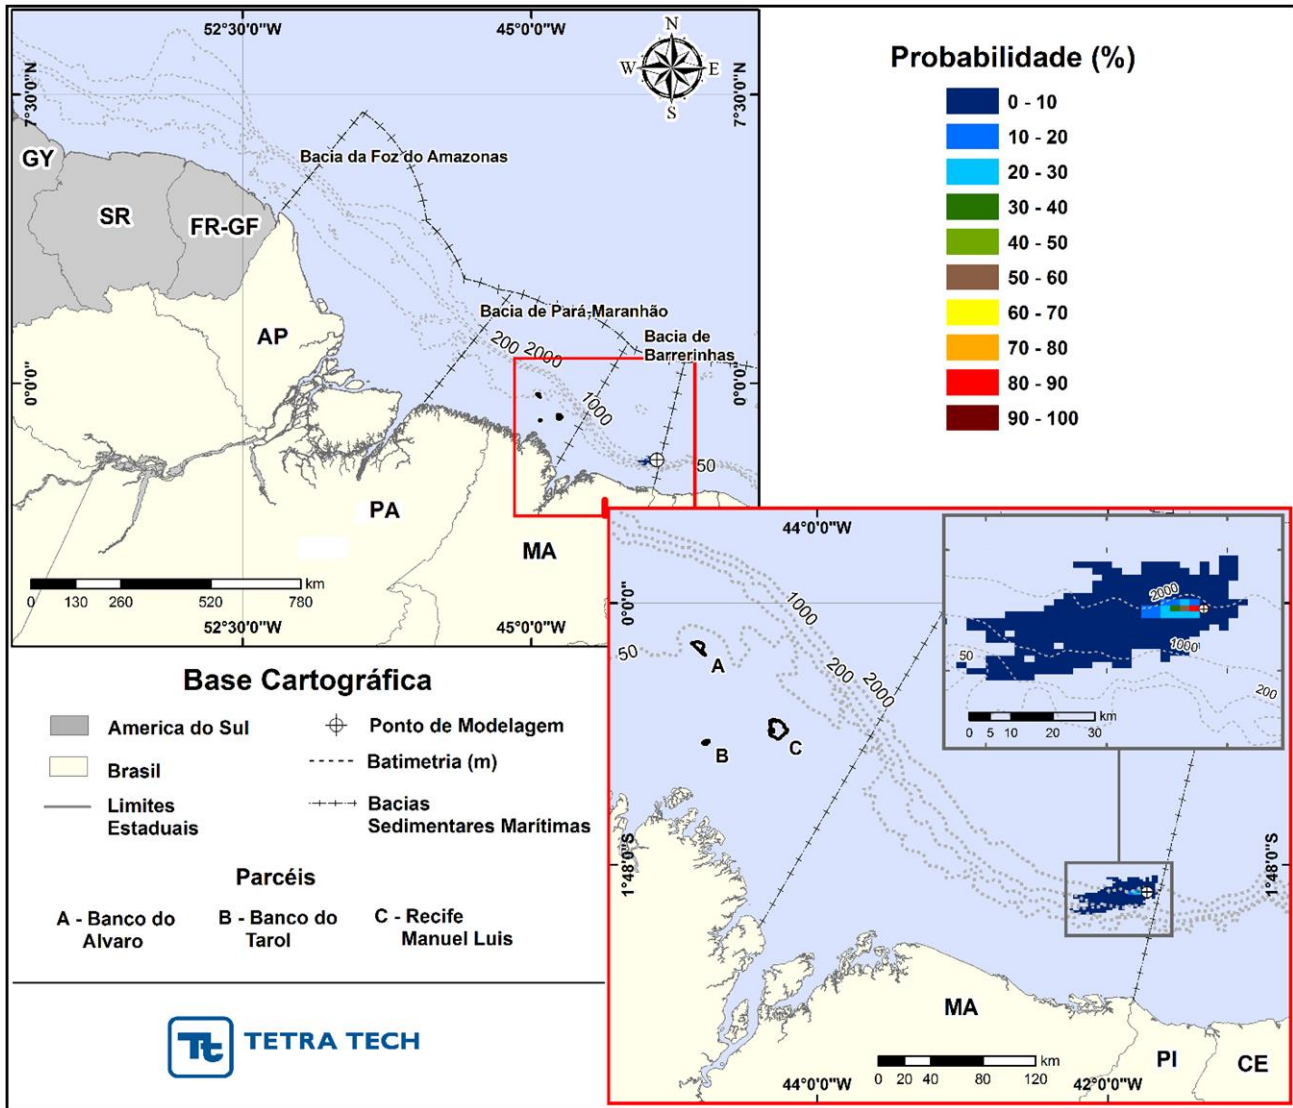 52°30'0"W
45°0'0"W
N
W
E
S
7°30'0"N
7°30'0"N
GY
SR
FR-GF
Bacia da Foz do Amazonas
AP
Bacia de Pará-Maranhão
Bacia de
Barrerinhas
200
2000
1000
50
0°0'0"
0°0'0"
PA
MA
km
0 130 260 520 780
52°30'0"W
45°0'0"W
Probabilidade (%)
0 - 10
10 - 20
20 - 30
30 - 40
40 - 50
50 - 60
60 - 70
70 - 80
80 - 90
90 - 100
Base Cartográfica
America do Sul
Brasil
Limites
Estaduais
Ponto de Modelagem
Batimetria (m)
Bacias
Sedimentares Marítimas
Parcéis
A - Banco do
Alvaro
B - Banco do
Tarol
C - Recife
Manuel Luis
Tt
TETRA TECH
44°0'0"W
0°0'0"
50
1000
200
2000
A
B
C
2000
1000
50
200
km
0 5 10 20 30
1°48'0"S
1°48'0"S
MA
PI
CE
km
0 20 40 80 120
44°0'0"W
42°0'0"W